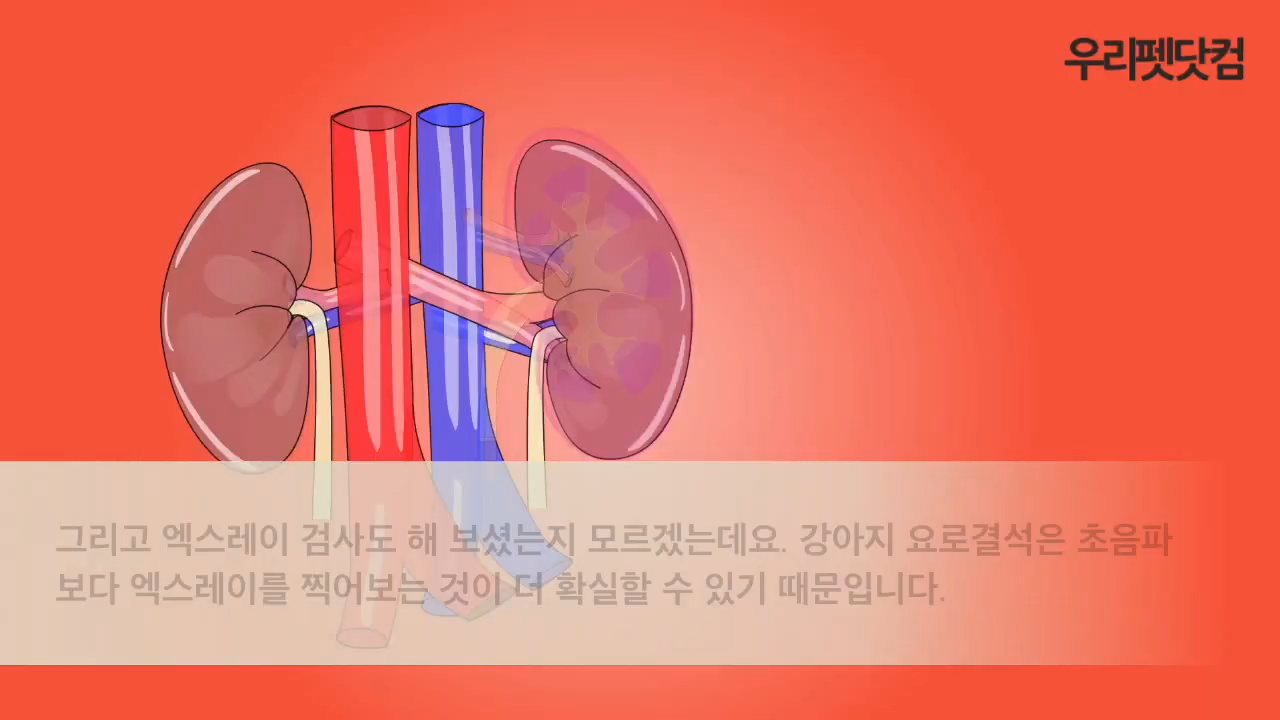 우리펫닷컴
그리고 엑스레이 검사도 해 보셨는지 모르겠는데요. 강아지 요로결석은 초음파
보다 엑스레이를 찍어보는 것이 더 확실할 수 있기 때문입니다.